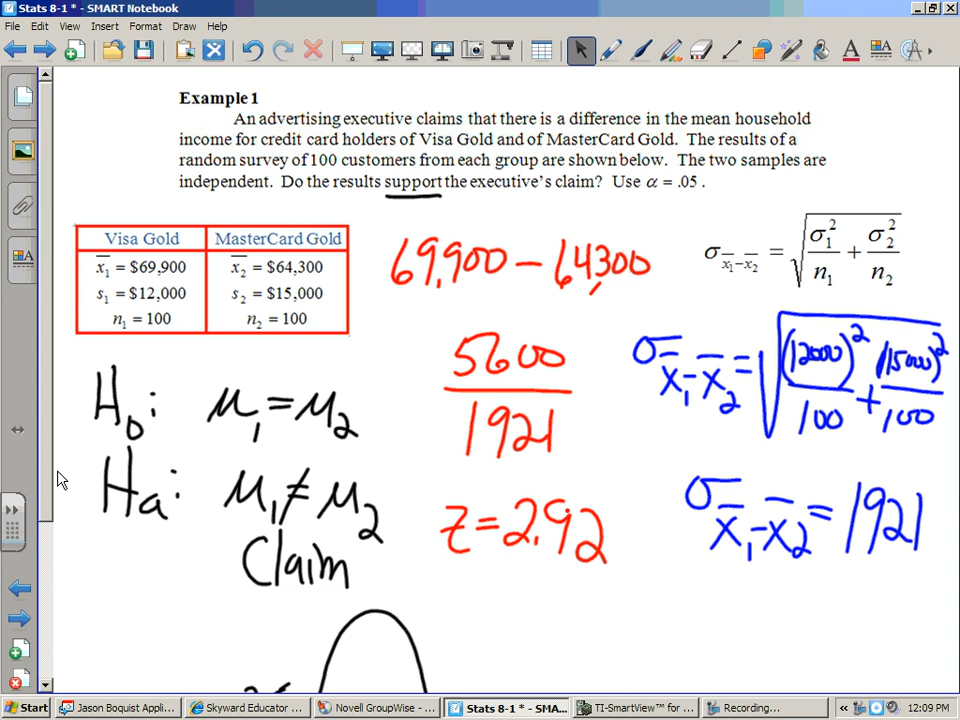 Stats 8-1 * - SMART Notebook
File Edit View Insert Format Draw Help
Example 1
An advertising executive claims that there is a difference in the mean household
income for credit card holders of Visa Gold and of MasterCard Gold. The results of a
random survey of 100 customers from each group are shown below. The two samples are
independent. Do the results support the executive's claim? Use α = .05 .
Visa Gold MasterCard Gold
x̄₁ = $69,900 x̄₂ = $64,300
s₁ = $12,000 s₂ = $15,000
n₁ = 100 n₂ = 100
69,900 - 64,300
5600
1921
z = 2.92
σ x̄₁-x̄₂ = √(σ₁²/n₁ + σ₂²/n₂)
σ x̄₁-x̄₂ = √((12000)²/100 + (15000)²/100)
σ x̄₁-x̄₂ = 1921
H₀: μ₁ = μ₂
Ha: μ₁ ≠ μ₂
Claim
Start Jason Boquist Appli... Skyward Educator ... Novell GroupWise - ... Stats 8-1 * - SMA... TI-SmartView™ for ... Recording... 12:09 PM